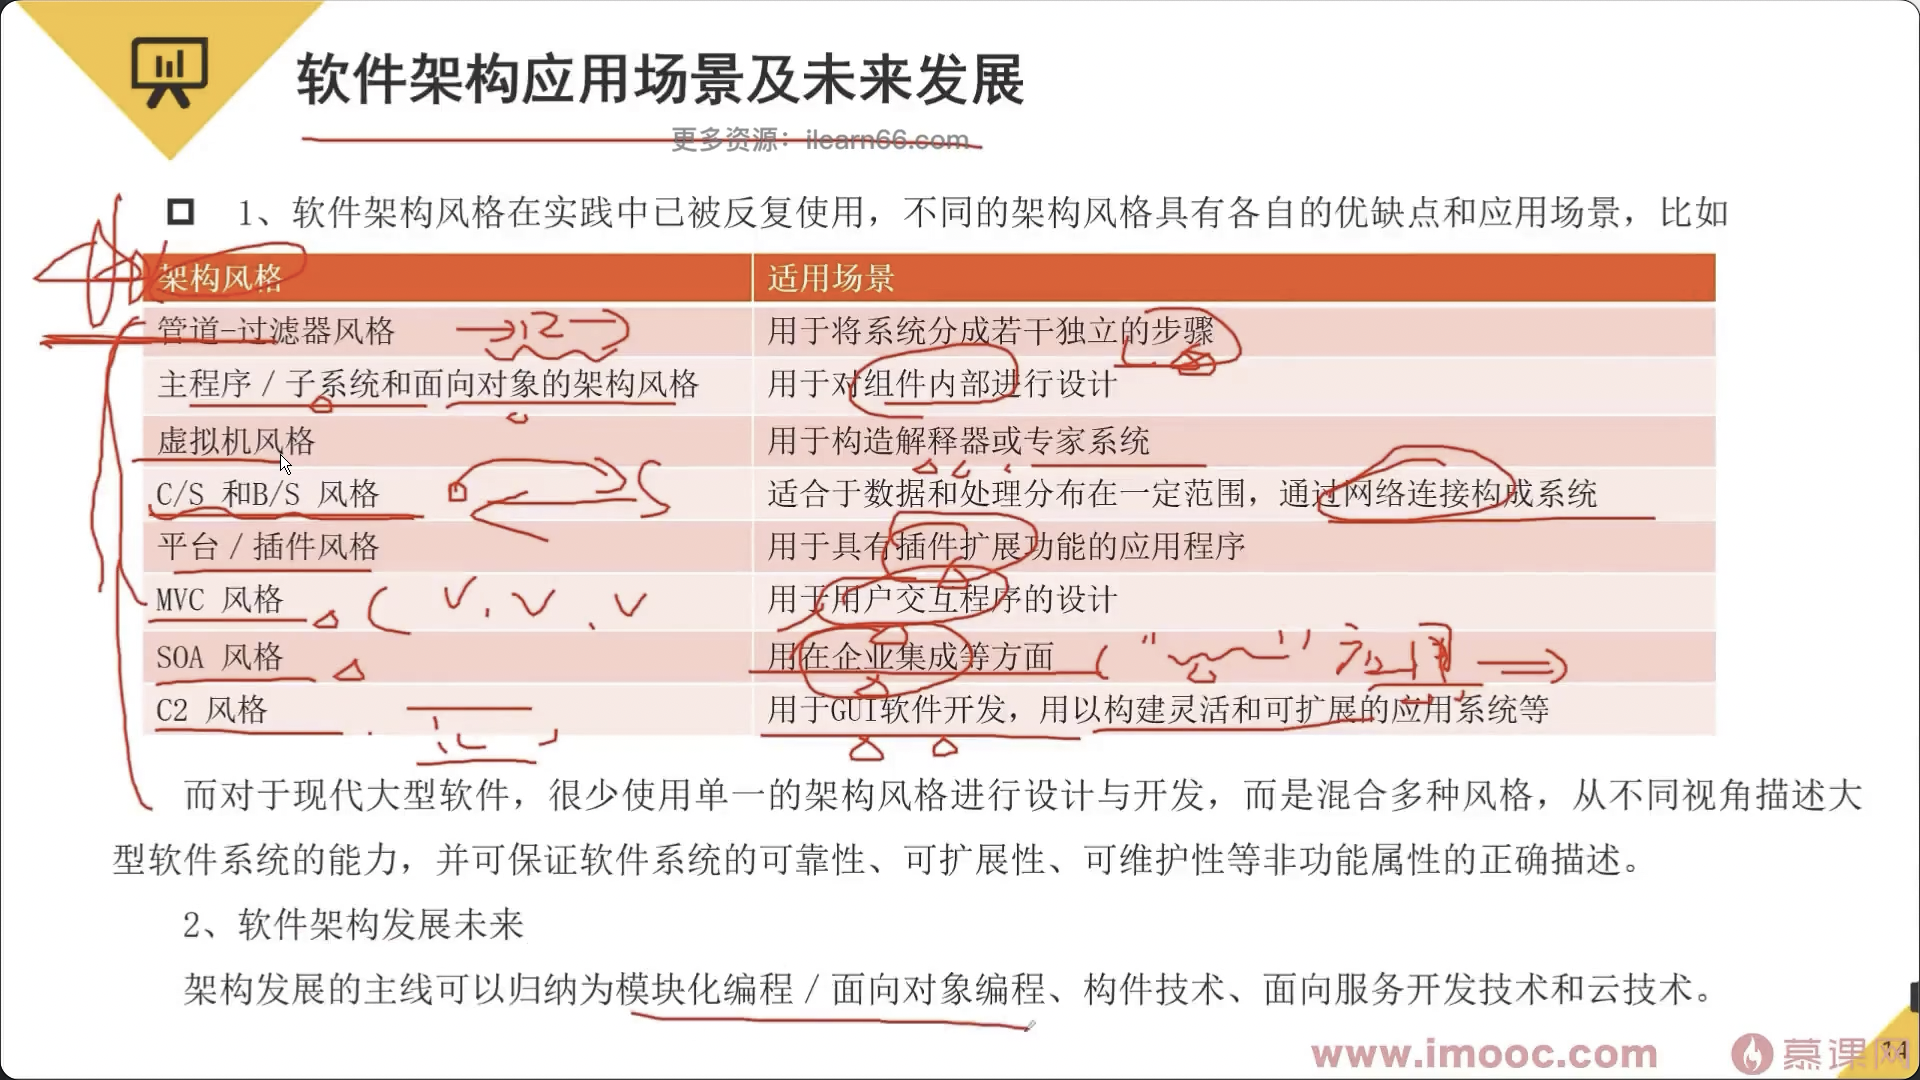 软件架构应用场景及未来发展
更多资源：ilearn66.com
1、软件架构风格在实践中已被反复使用，不同的架构风格具有各自的优缺点和应用场景，比如
架构风格 适用场景
管道-过滤器风格 用于将系统分成若干独立的步骤
主程序/子系统和面向对象的架构风格 用于对组件内部进行设计
虚拟机风格 用于构造解释器或专家系统
C/S 和B/S 风格 适合于数据和处理分布在一定范围，通过网络连接构成系统
平台/插件风格 用于具有插件扩展功能的应用程序
MVC 风格 用于用户交互程序的设计
SOA 风格 用在企业集成等方面
C2 风格 用于GUI软件开发，用以构建灵活和可扩展的应用系统等
而对于现代大型软件，很少使用单一的架构风格进行设计与开发，而是混合多种风格，从不同视角描述大
型软件系统的能力，并可保证软件系统的可靠性、可扩展性、可维护性等非功能属性的正确描述。
2、软件架构发展未来
架构发展的主线可以归纳为模块化编程/面向对象编程、构件技术、面向服务开发技术和云技术。
www.imooc.com 慕课网 14